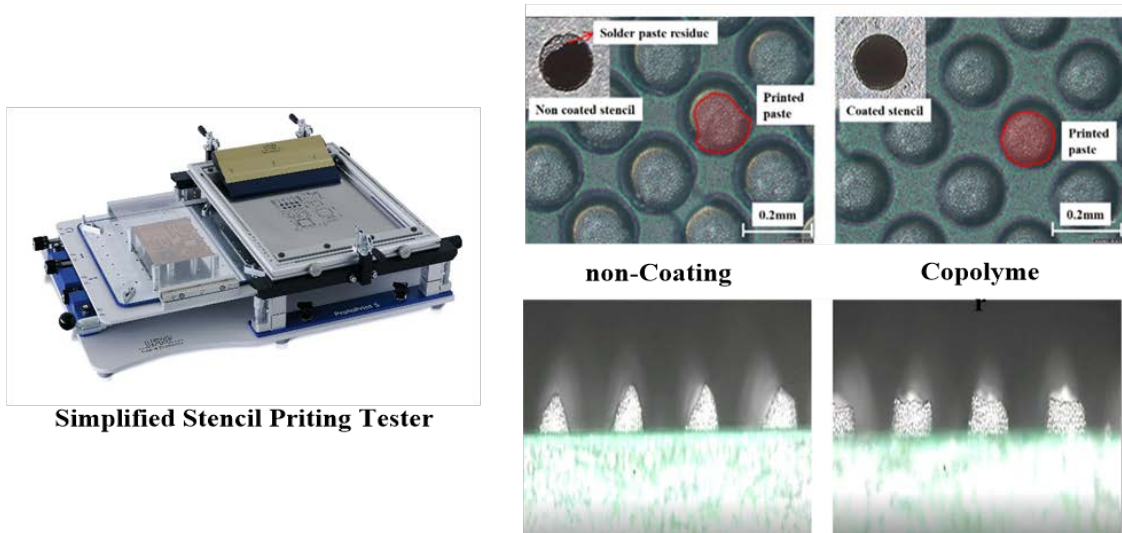 Solder paste residue
Non coated stencil
Printed
paste
0.2mm
Coated stencil
Printed
paste
0.2mm
non-Coating
Copolyme
r
ProtoPrint S
Simplified Stencil Priting Tester